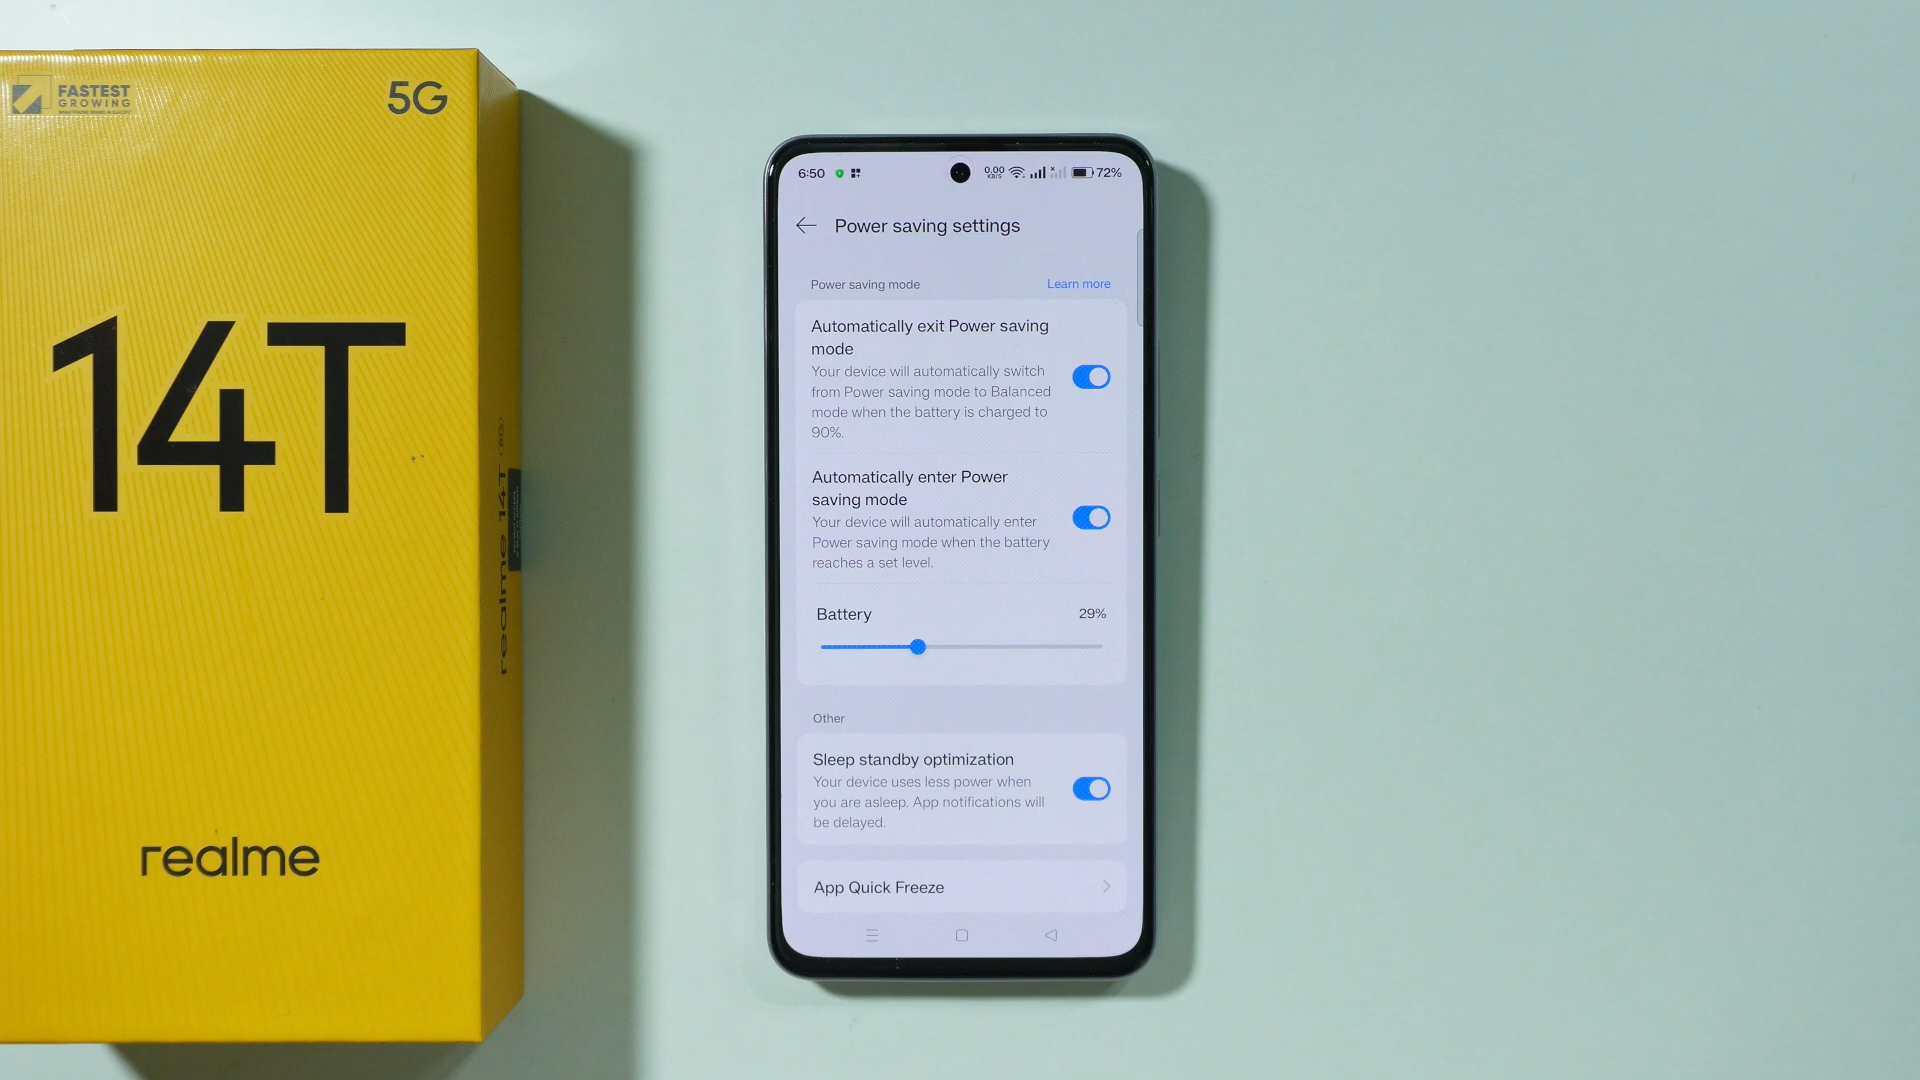 FASTEST
GROWING
5G
14T
realme
realme 14T 5G
6:50
0.00
KB/S
72%
Power saving settings
Power saving mode
Learn more
Automatically exit Power saving
mode
Your device will automatically switch
from Power saving mode to Balanced
mode when the battery is charged to
90%.
Automatically enter Power
saving mode
Your device will automatically enter
Power saving mode when the battery
reaches a set level.
Battery
29%
Other
Sleep standby optimization
Your device uses less power when
you are asleep. App notifications will
be delayed.
App Quick Freeze